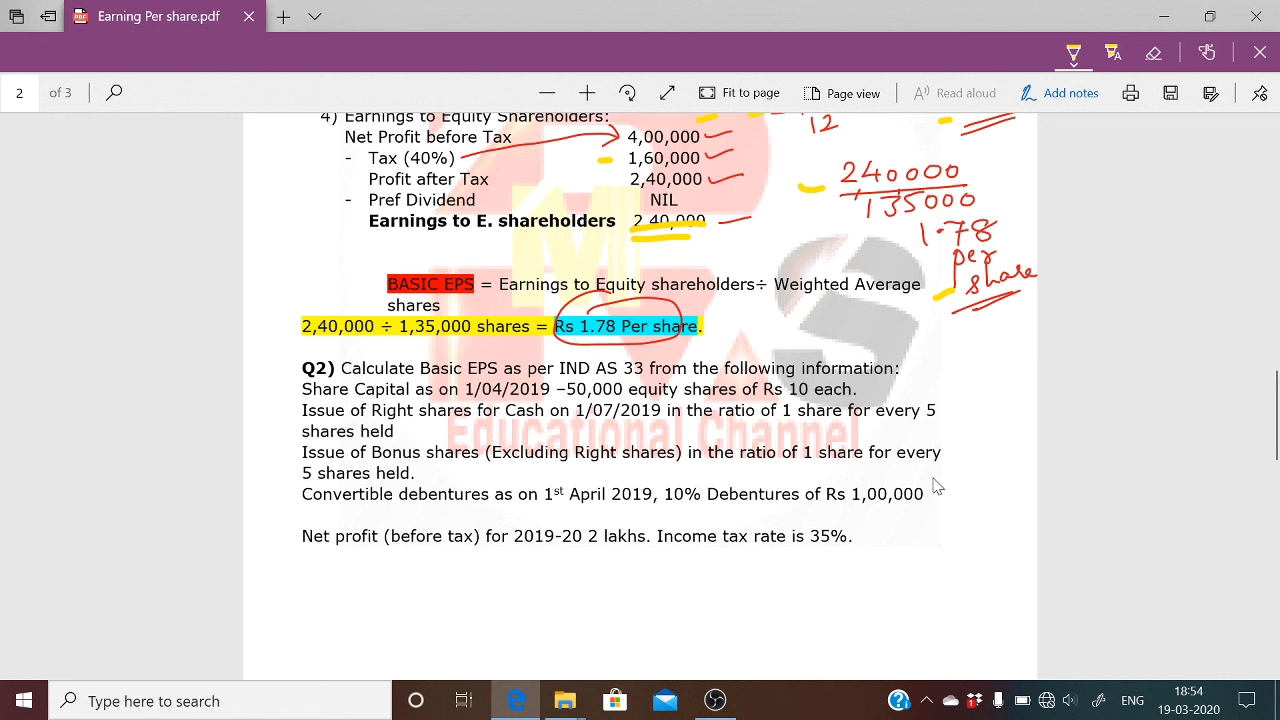 Earning Per share.pdf
2 of 3
Fit to page
Page view
Read aloud
Add notes
4) Earnings to Equity Shareholders:
Net Profit before Tax 4,00,000
- Tax (40%) 1,60,000
Profit after Tax 2,40,000
- Pref Dividend NIL
Earnings to E. shareholders 2,40,000
12
240000
135000
1.78
per
share
BASIC EPS = Earnings to Equity shareholders÷ Weighted Average
shares
2,40,000 ÷ 1,35,000 shares = Rs 1.78 Per share.
Q2) Calculate Basic EPS as per IND AS 33 from the following information:
Share Capital as on 1/04/2019 –50,000 equity shares of Rs 10 each.
Issue of Right shares for Cash on 1/07/2019 in the ratio of 1 share for every 5
shares held
Issue of Bonus shares (Excluding Right shares) in the ratio of 1 share for every
5 shares held.
Convertible debentures as on 1st April 2019, 10% Debentures of Rs 1,00,000
Net profit (before tax) for 2019-20 2 lakhs. Income tax rate is 35%.
Educational Channel
Type here to search
ENG
18:54
19-03-2020